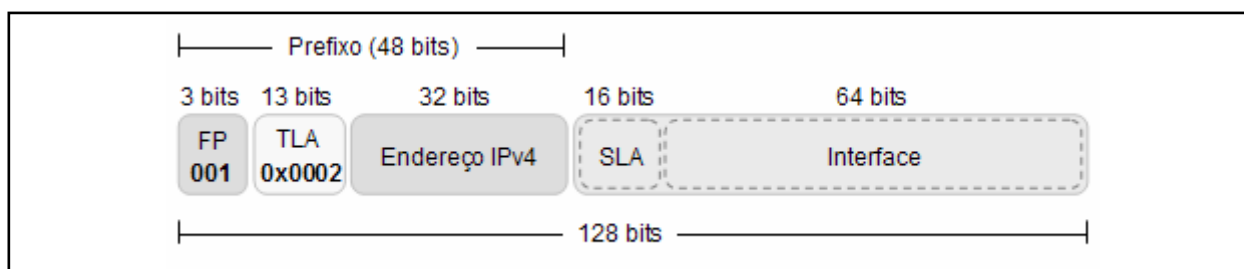 Prefixo (48 bits)
3 bits 13 bits 32 bits 16 bits 64 bits
FP TLA Endereço IPv4 SLA Interface
001 0x0002
128 bits